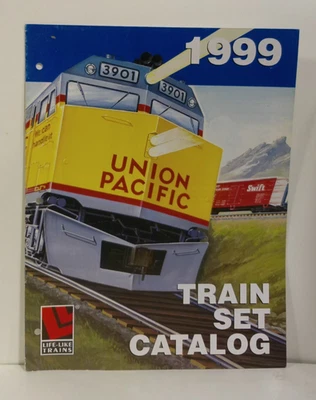 1999
3901
3901
We can
handle it.
UNION
PACIFIC
Swift
TRAIN
SET
CATALOG
LIFE-LIKE
TRAINS